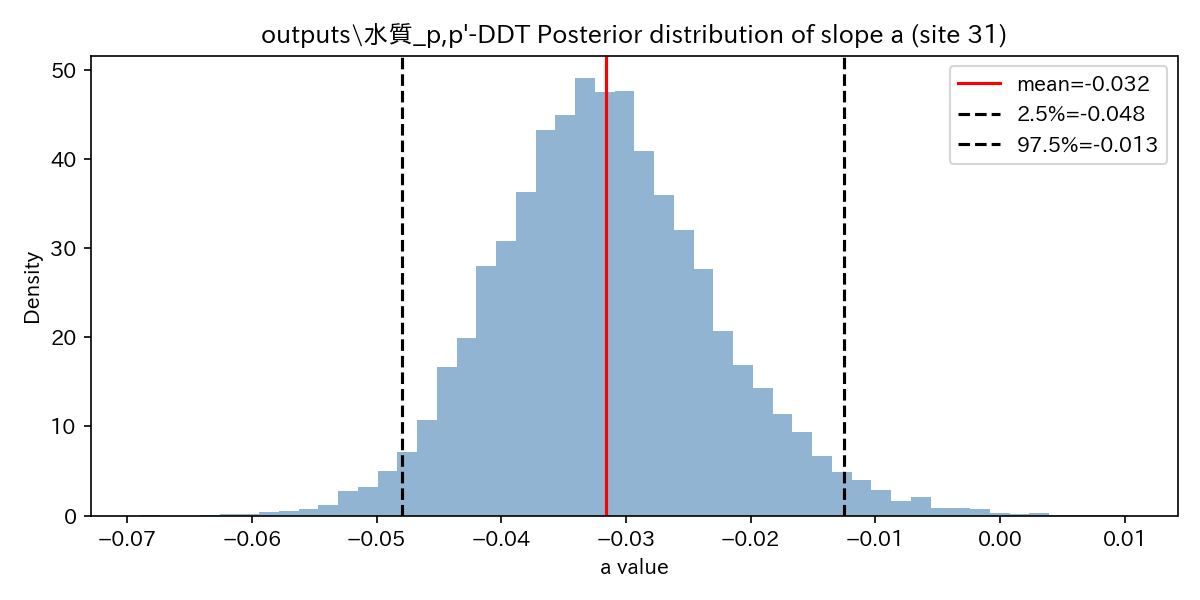 outputs\水質_p,p'-DDT Posterior distribution of slope a (site 31)
mean=-0.032
2.5%=-0.048
97.5%=-0.013
50
40
30
20
10
0
Density
−0.07 −0.06 −0.05 −0.04 −0.03 −0.02 −0.01 0.00 0.01
a value